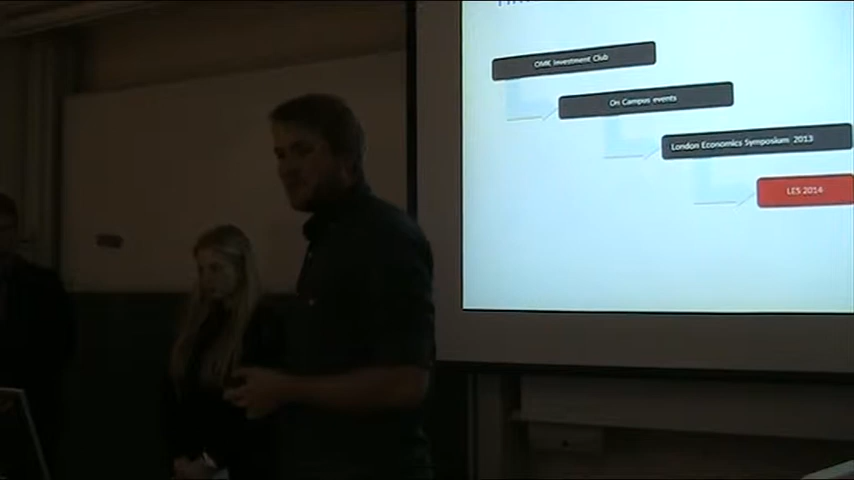 OMK Investment Club
On Campus events
London Economics Symposium 2013
LES 2014